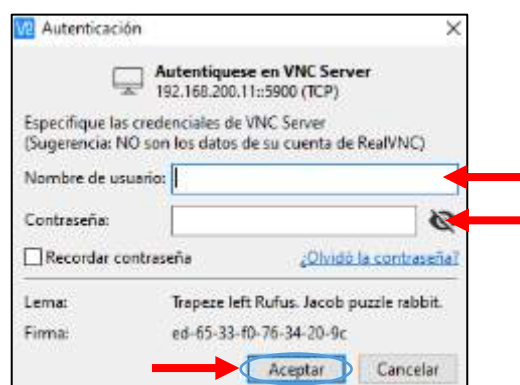 V2 Autenticación
Autentíquese en VNC Server
192.168.200.11::5900 (TCP)
Especifique las credenciales de VNC Server
(Sugerencia: NO son los datos de su cuenta de RealVNC)
Nombre de usuario:
Contraseña:
Recordar contraseña ¿Olvidó la contraseña?
Lema: Trapeze left Rufus. Jacob puzzle rabbit.
Firma: ed-65-33-f0-76-34-20-9c
Aceptar Cancelar